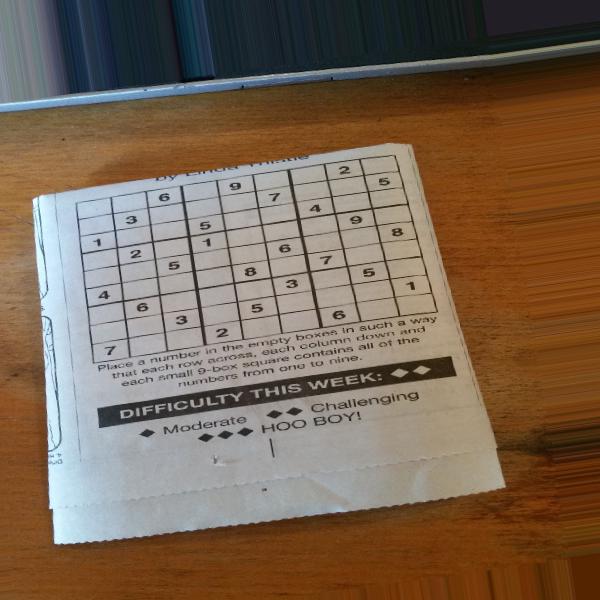 by Linda Thistle
6 9 2
3 7 5
1 5 4
2 1 9
5 6 8
4 8 7
6 3 5
3 5 1
7 2 6
Place a number in the empty boxes in such a way
that each row across, each column down and
each small 9-box square contains all of the
numbers from one to nine.
DIFFICULTY THIS WEEK: ◆◆
◆ Moderate ◆◆ Challenging
◆◆◆ HOO BOY!